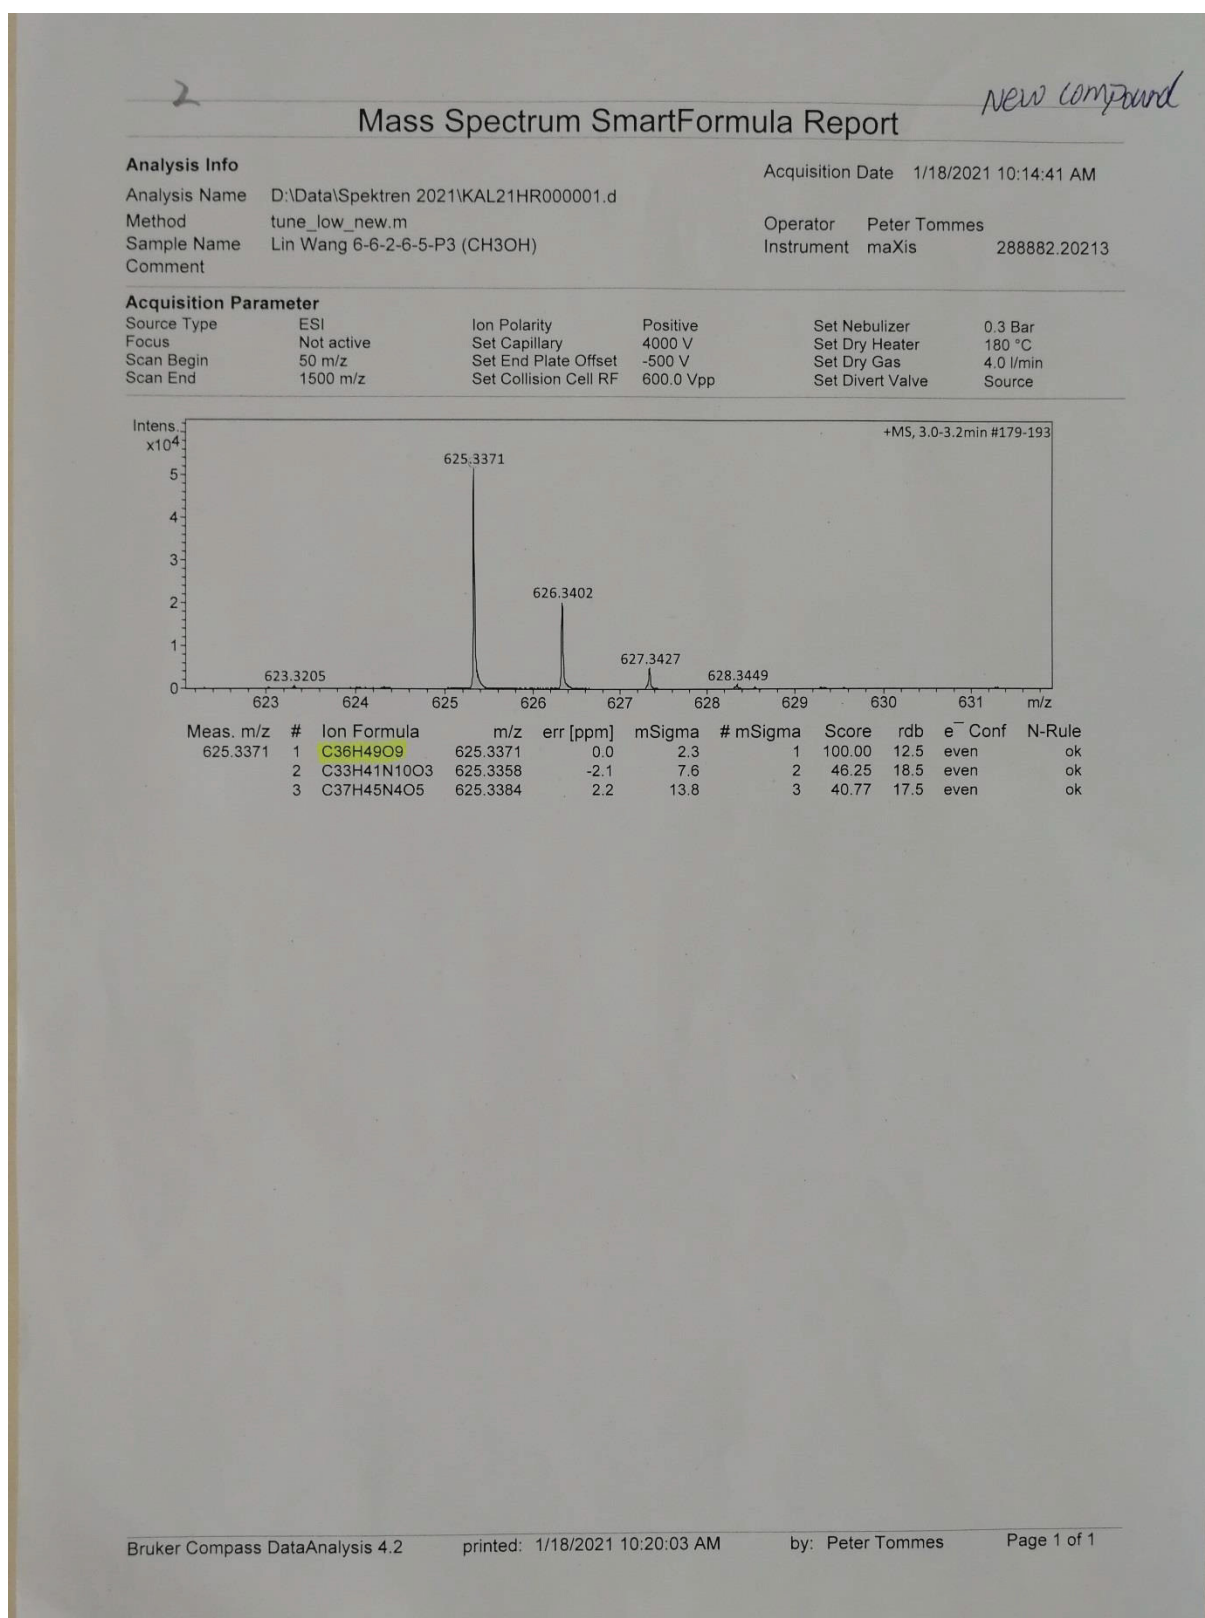 2
New compound
Mass Spectrum SmartFormula Report
Analysis Info
Acquisition Date 1/18/2021 10:14:41 AM
Analysis Name D:\Data\Spektren 2021\KAL21HR000001.d
Method tune_low_new.m Operator Peter Tommes
Sample Name Lin Wang 6-6-2-6-5-P3 (CH3OH) Instrument maXis 288882.20213
Comment
Acquisition Parameter
Source Type ESI Ion Polarity Positive Set Nebulizer 0.3 Bar
Focus Not active Set Capillary 4000 V Set Dry Heater 180 °C
Scan Begin 50 m/z Set End Plate Offset -500 V Set Dry Gas 4.0 l/min
Scan End 1500 m/z Set Collision Cell RF 600.0 Vpp Set Divert Valve Source
Intens.
x10⁴
+MS, 3.0-3.2min #179-193
625.3371
5
4
3
626.3402
2
1
627.3427
623.3205
628.3449
0
623 624 625 626 627 628 629 630 631 m/z
Meas. m/z # Ion Formula m/z err [ppm] mSigma # mSigma Score rdb e⁻ Conf N-Rule
625.3371 1 C36H49O9 625.3371 0.0 2.3 1 100.00 12.5 even ok
2 C33H41N10O3 625.3358 -2.1 7.6 2 46.25 18.5 even ok
3 C37H45N4O5 625.3384 2.2 13.8 3 40.77 17.5 even ok
Bruker Compass DataAnalysis 4.2 printed: 1/18/2021 10:20:03 AM by: Peter Tommes Page 1 of 1